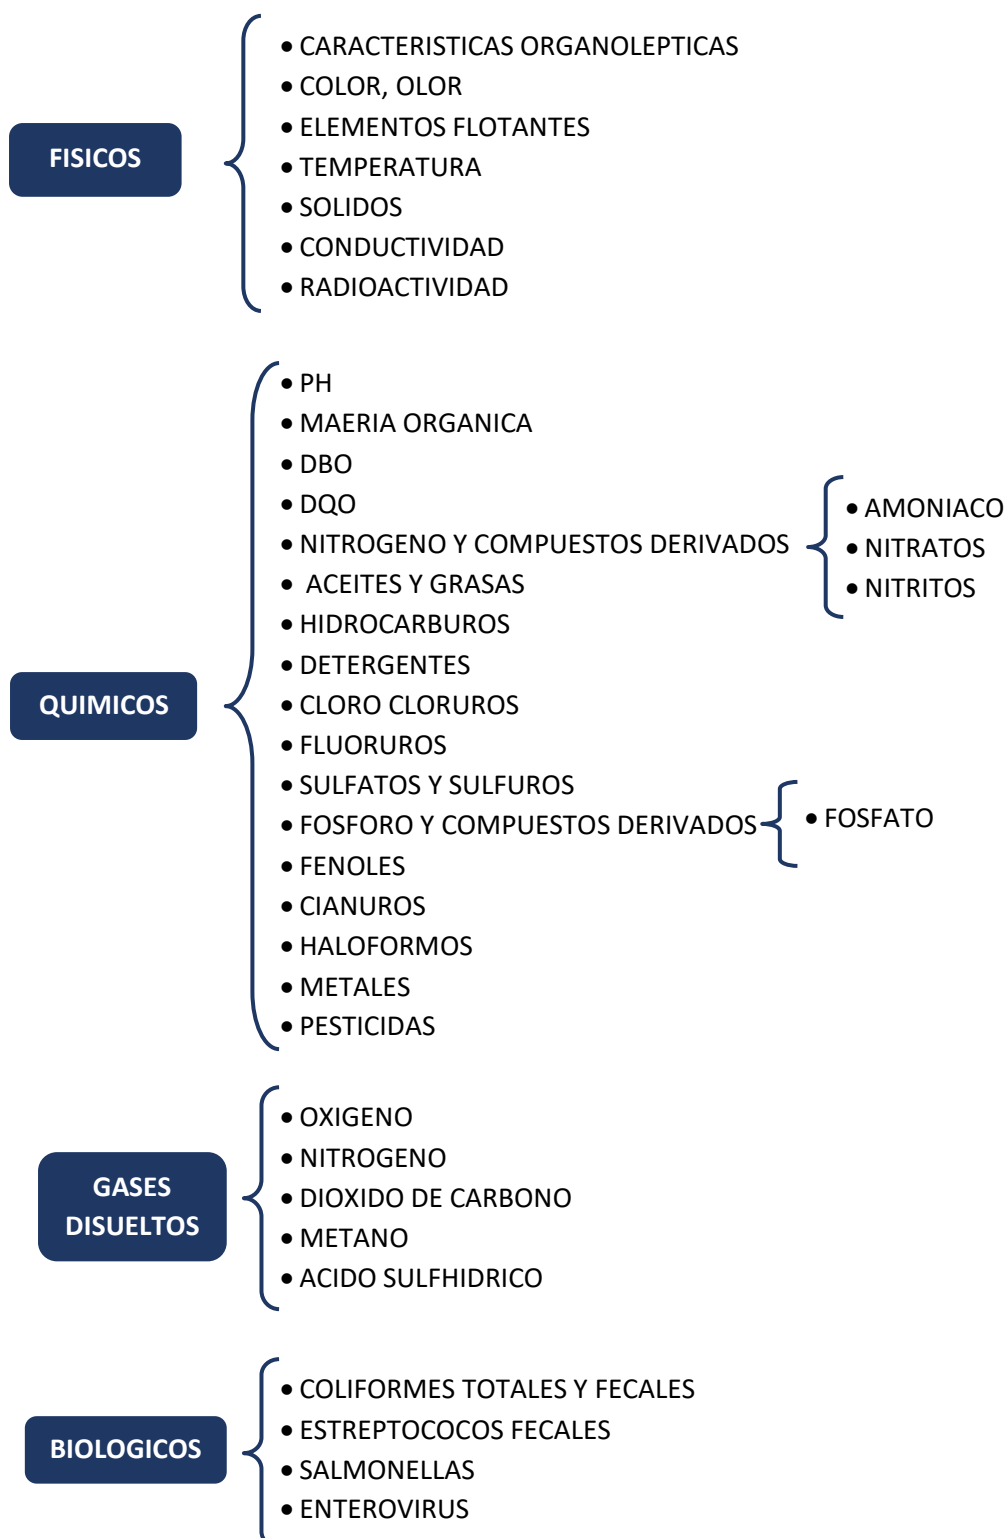 FISICOS
• CARACTERISTICAS ORGANOLEPTICAS
• COLOR, OLOR
• ELEMENTOS FLOTANTES
• TEMPERATURA
• SOLIDOS
• CONDUCTIVIDAD
• RADIOACTIVIDAD
QUIMICOS
• PH
• MAERIA ORGANICA
• DBO
• DQO
• NITROGENO Y COMPUESTOS DERIVADOS
• AMONIACO
• NITRATOS
• NITRITOS
• ACEITES Y GRASAS
• HIDROCARBUROS
• DETERGENTES
• CLORO CLORUROS
• FLUORUROS
• SULFATOS Y SULFUROS
• FOSFORO Y COMPUESTOS DERIVADOS
• FOSFATO
• FENOLES
• CIANUROS
• HALOFORMOS
• METALES
• PESTICIDAS
GASES
DISUELTOS
• OXIGENO
• NITROGENO
• DIOXIDO DE CARBONO
• METANO
• ACIDO SULFHIDRICO
BIOLOGICOS
• COLIFORMES TOTALES Y FECALES
• ESTREPTOCOCOS FECALES
• SALMONELLAS
• ENTEROVIRUS